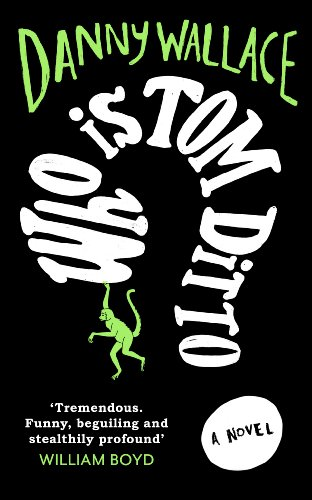 DANNY WALLACE
WHO iS TOM DiTTO
'Tremendous.
Funny, beguiling and
stealthily profound'
WILLIAM BOYD
A NOVEL